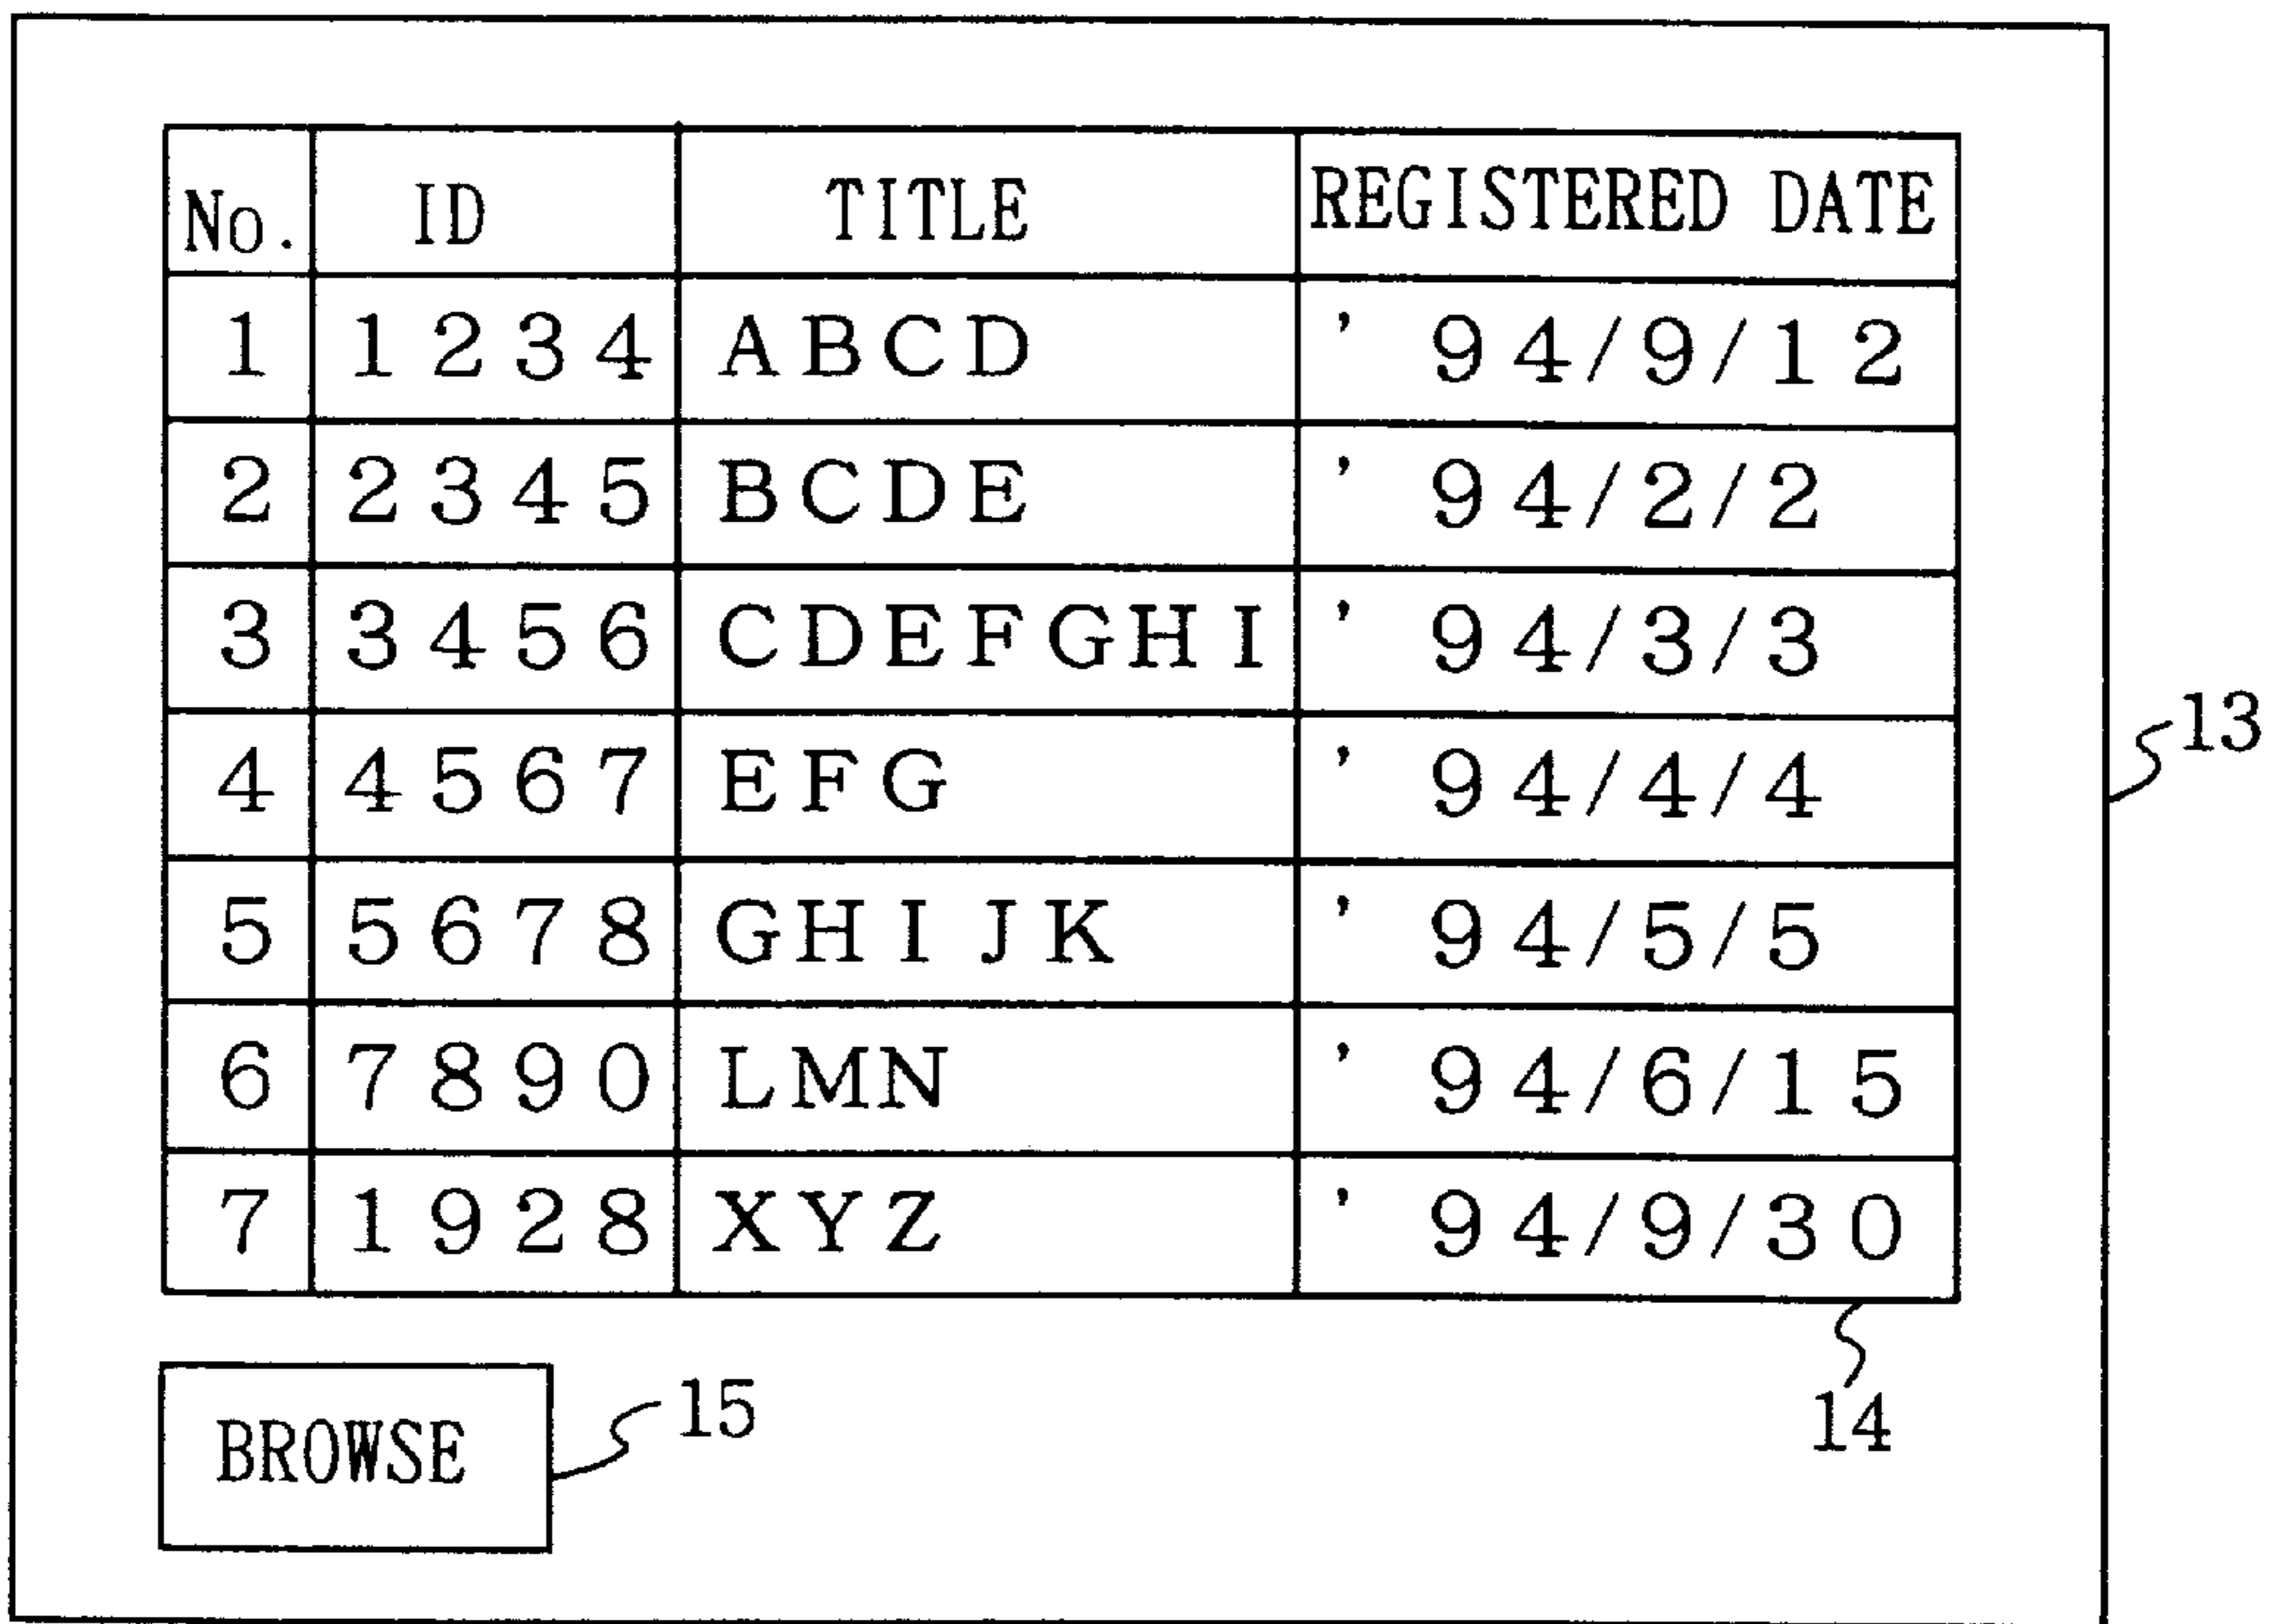 No. ID TITLE REGISTERED DATE
1 1234 ABCD '94/9/12
2 2345 BCDE '94/2/2
3 3456 CDEFGHI '94/3/3
4 4567 EFG '94/4/4
5 5678 GHIJK '94/5/5
6 7890 LMN '94/6/15
7 1928 XYZ '94/9/30
13
14
BROWSE 15